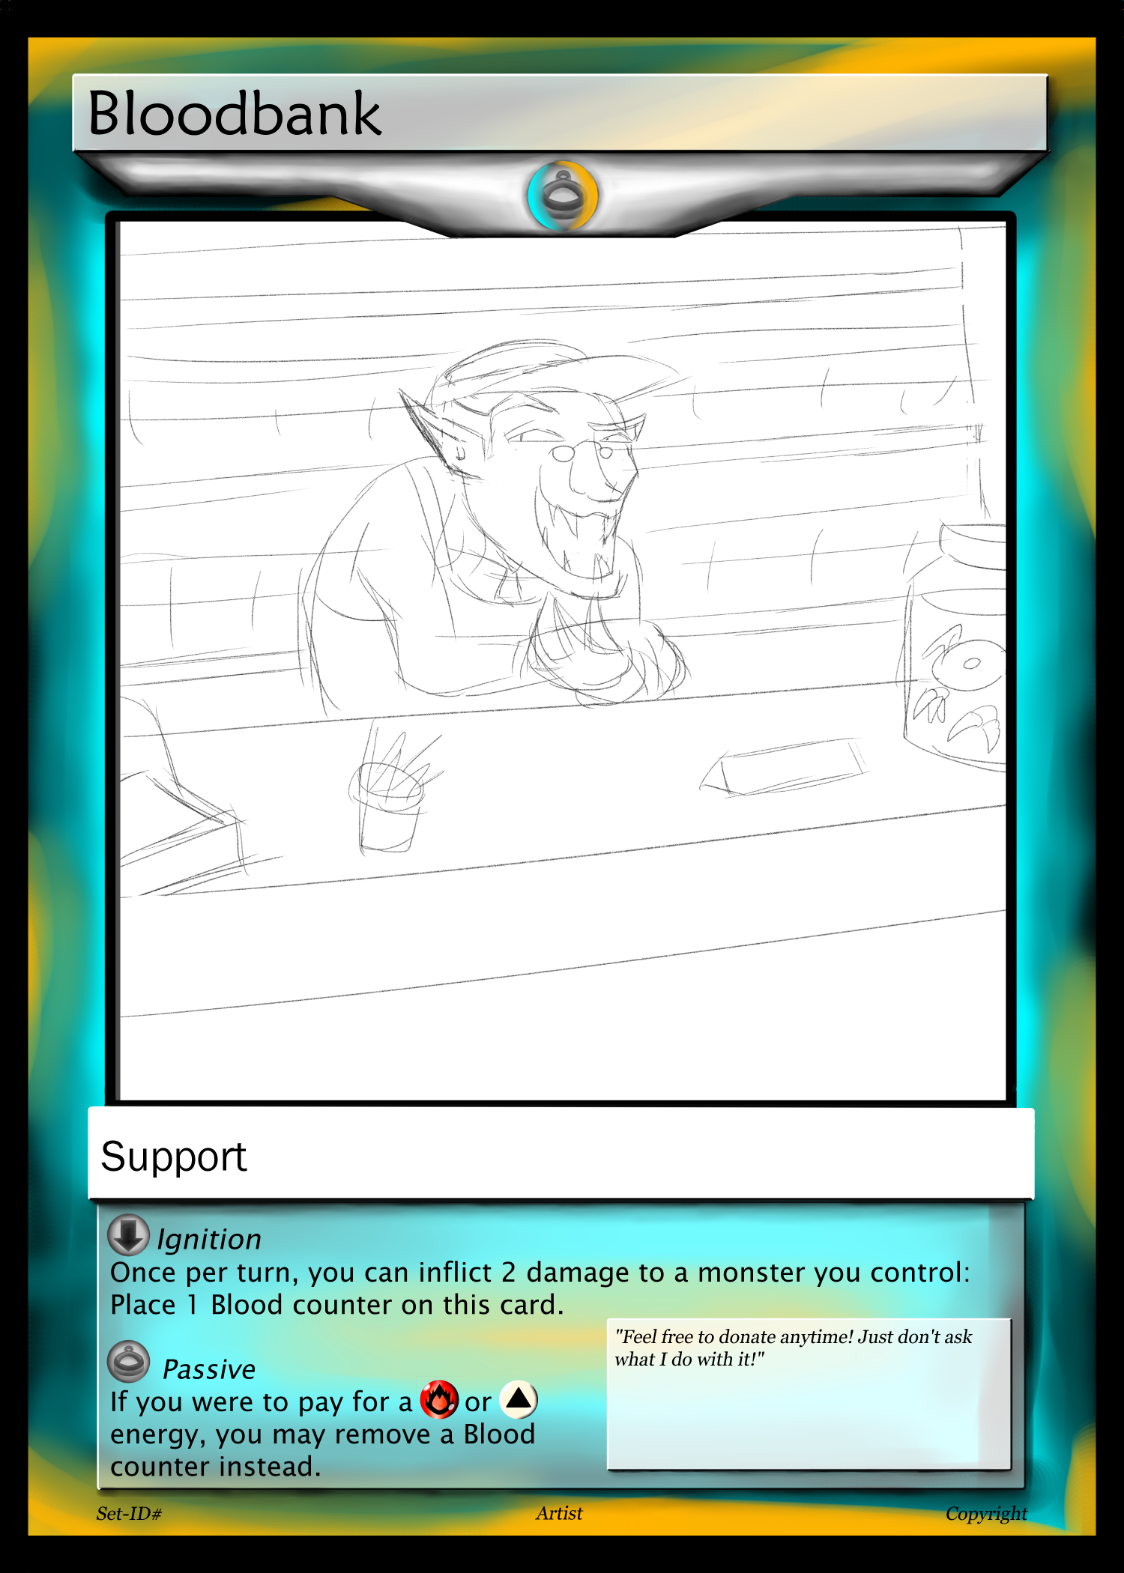 Bloodbank
Support
Ignition
Once per turn, you can inflict 2 damage to a monster you control:
Place 1 Blood counter on this card.
Passive
If you were to pay for a or
energy, you may remove a Blood
counter instead.
"Feel free to donate anytime! Just don't ask
what I do with it!"
Set-ID#
Artist
Copyright